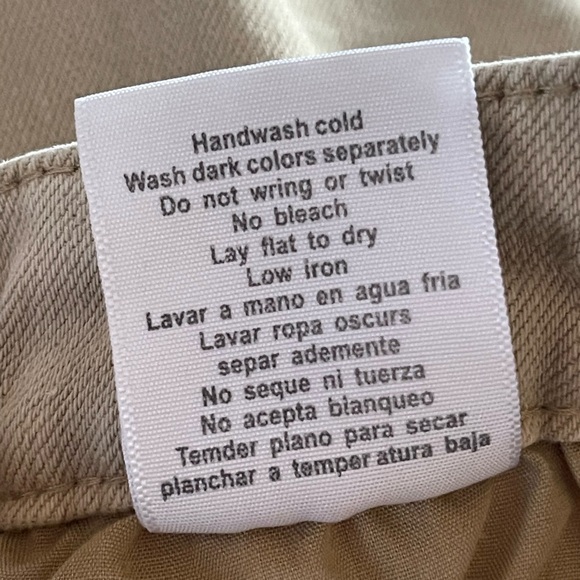 Handwash cold
Wash dark colors separately
Do not wring or twist
No bleach
Lay flat to dry
Low iron
Lavar a mano en agua fria
Lavar ropa oscurs
separ ademente
No seque ni tuerza
No acepta blanqueo
Temder plano para secar
planchar a temper atura baja